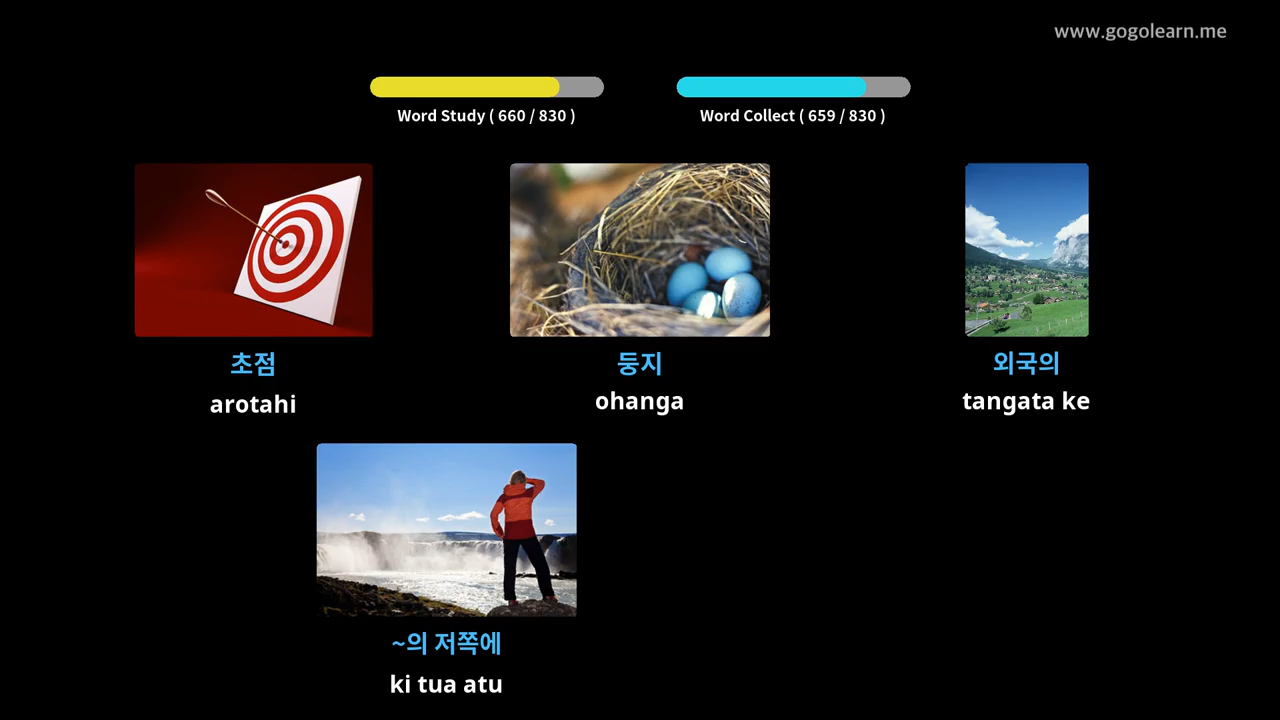 www.gogolearn.me
Word Study ( 660 / 830 )
Word Collect ( 659 / 830 )
초점
arotahi
둥지
ohanga
외국의
tangata ke
~의 저쪽에
ki tua atu